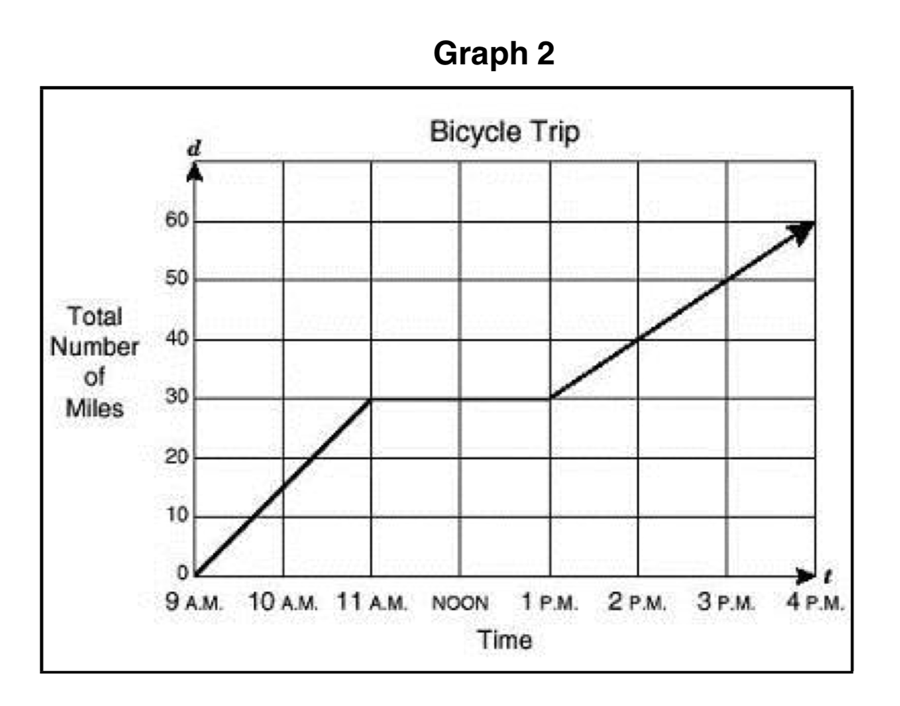 Graph 2
Bicycle Trip
d
60
50
40
30
20
10
0
Total
Number
of
Miles
t
9 A.M. 10 A.M. 11 A.M. NOON 1 P.M. 2 P.M. 3 P.M. 4 P.M.
Time